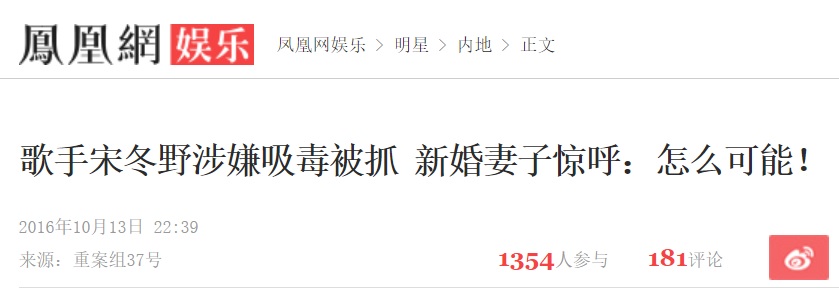 鳳凰網 娱乐 凤凰网娱乐 > 明星 > 内地 > 正文
歌手宋冬野涉嫌吸毒被抓 新婚妻子惊呼：怎么可能！
2016年10月13日 22:39
来源：重案组37号 1354人参与 181评论